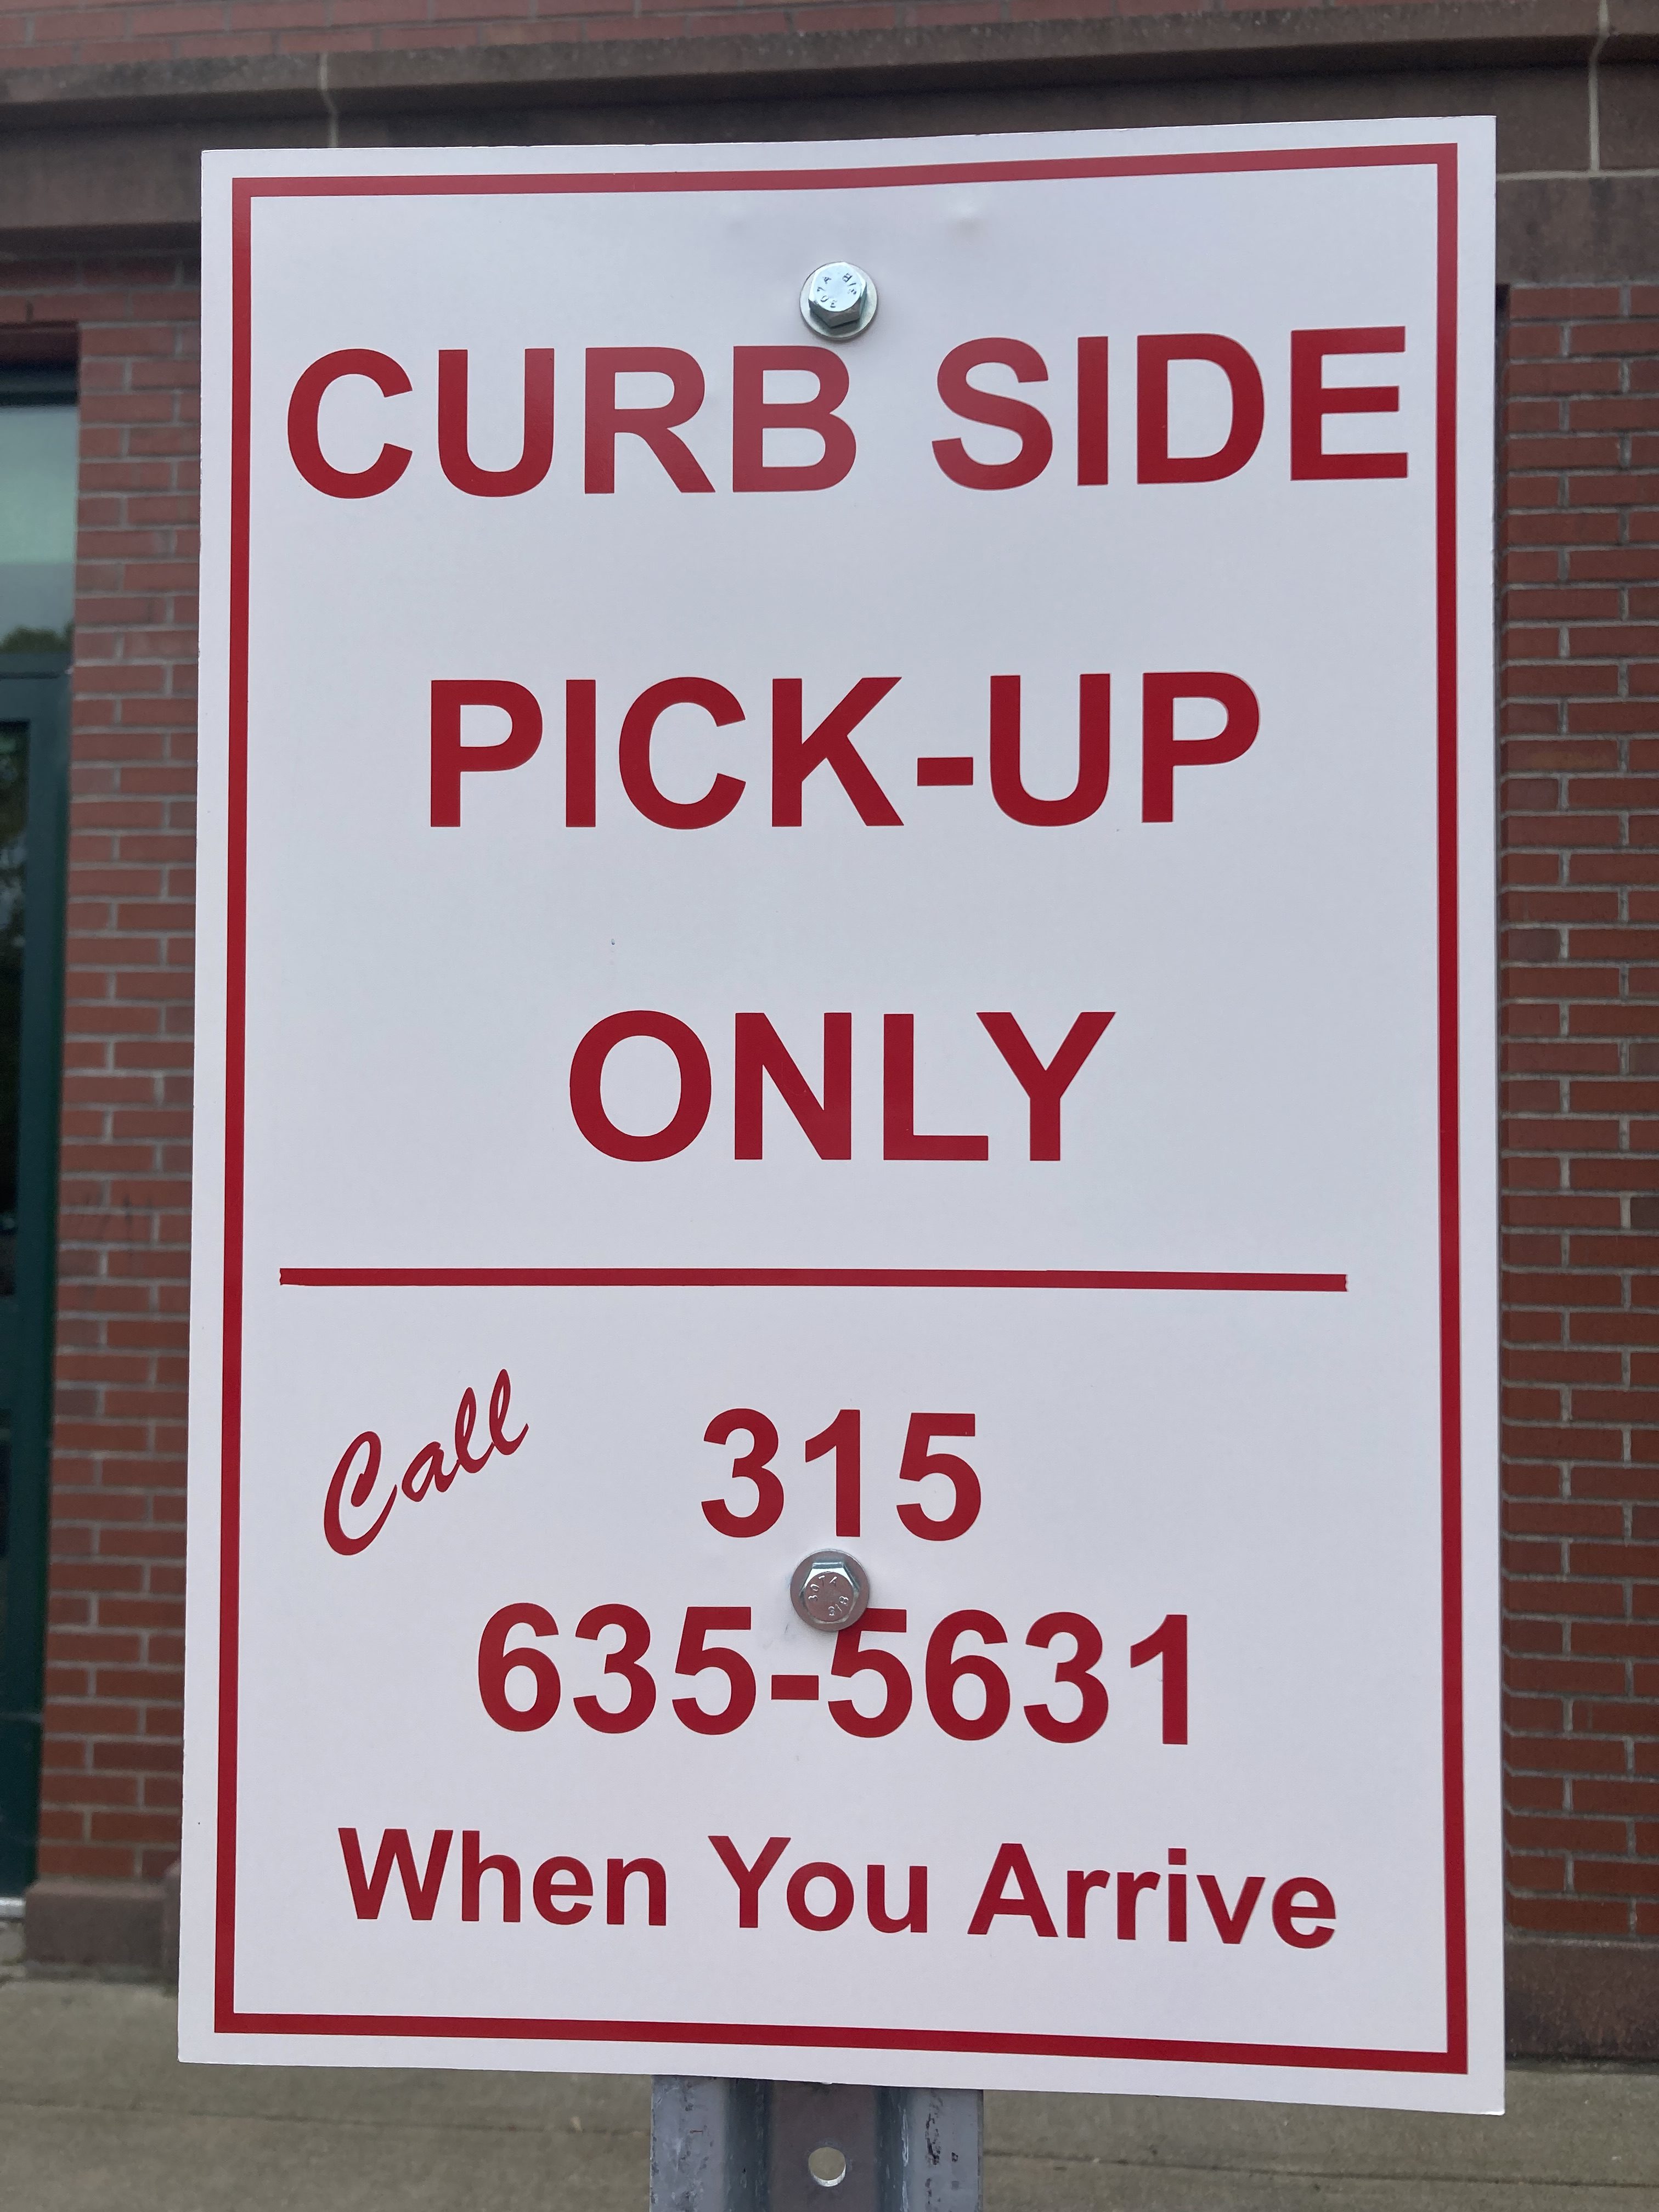 CURB SIDE
PICK-UP
ONLY
Call 315
635-5631
When You Arrive